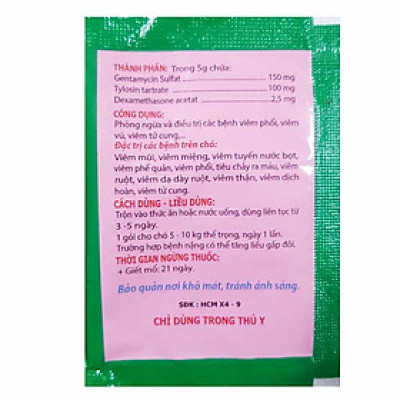 THÀNH PHẦN: Trong 5g chứa;
Gentamycin Sulfat .......................... 150 mg
Tylosin tartrate ............................... 100 mg
Dexamethasone acetat .................. 2,5 mg
CÔNG DỤNG:
Phòng ngừa và điều trị các bệnh viêm phổi, viêm
vú, viêm tử cung,...
Đặc trị các bệnh trên chó:
Viêm mũi, viêm miệng, viêm tuyến nước bọt,
viêm phế quản, viêm phổi, tiêu chảy ra máu, viêm
ruột, viêm dạ dày ruột, viêm thận, viêm dịch
hoàn, viêm tử cung.
CÁCH DÙNG - LIỀU DÙNG:
Trộn vào thức ăn hoặc nước uống, dùng liên tục từ
3 -5 ngày.
1 gói cho chó 5 - 10 kg thể trọng, ngày 1 lần.
Trường hợp bệnh nặng có thể tăng liều gấp đôi.
THỜI GIAN NGỪNG THUỐC:
+ Giết mổ: 21 ngày.
Bảo quản nơi khô mát, tránh ánh sáng.
SĐK : HCM X4 - 9
CHỈ DÙNG TRONG THÚ Y